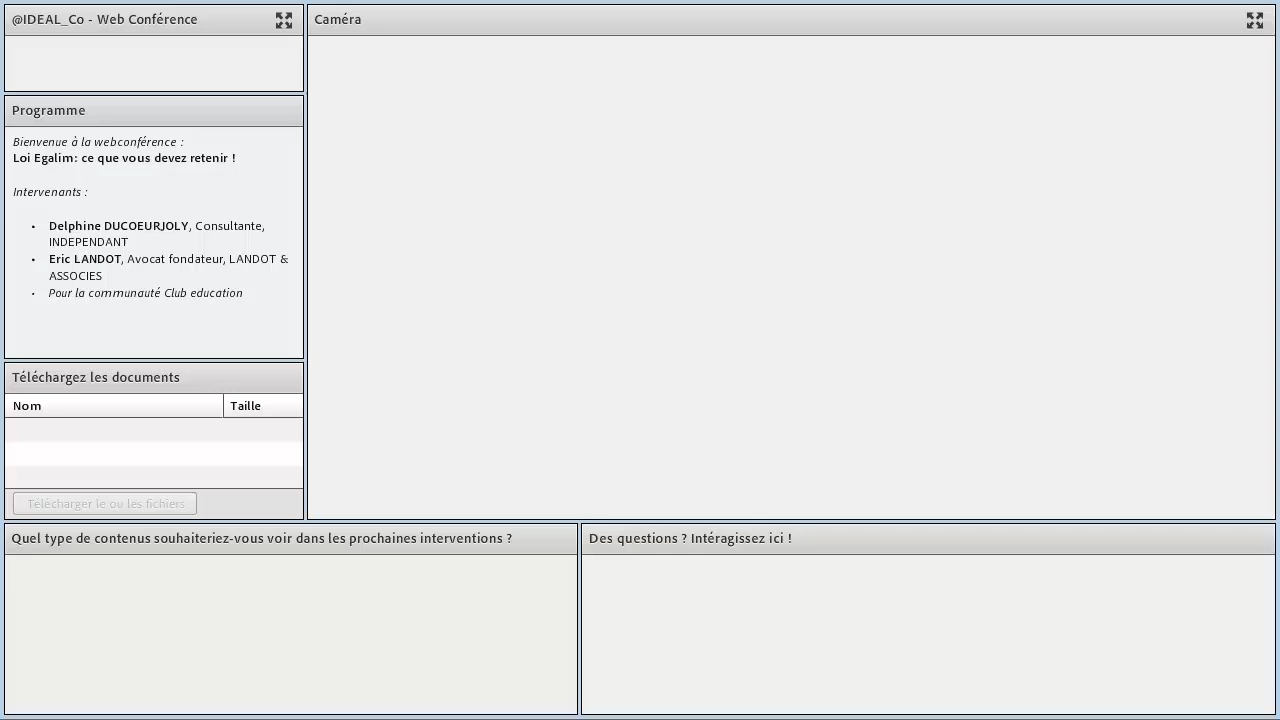 @IDEAL_Co - Web Conférence
Caméra
Programme
Bienvenue à la webconférence :
Loi Egalim: ce que vous devez retenir !
Intervenants :
• Delphine DUCOEURJOLY, Consultante,
INDEPENDANT
• Eric LANDOT, Avocat fondateur, LANDOT &
ASSOCIES
• Pour la communauté Club education
Téléchargez les documents
Nom Taille
Télécharger le ou les fichiers
Quel type de contenus souhaiteriez-vous voir dans les prochaines interventions ?
Des questions ? Intéragissez ici !